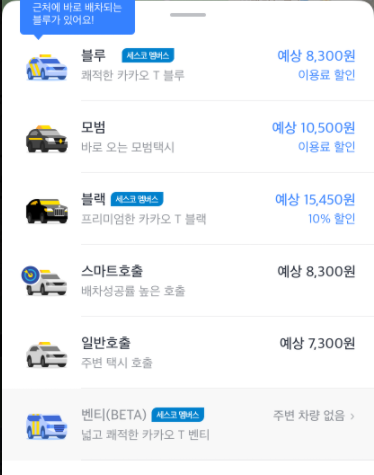 근처에 바로 배차되는
블루가 있어요!
블루 세스코 멤버스 예상 8,300원
쾌적한 카카오 T 블루 이용료 할인
모범 예상 10,500원
바로 오는 모범택시 이용료 할인
블랙 세스코 멤버스 예상 15,450원
프리미엄한 카카오 T 블랙 10% 할인
스마트호출 예상 8,300원
배차성공률 높은 호출
일반호출 예상 7,300원
주변 택시 호출
벤티(BETA) 세스코 멤버스 주변 차량 없음 >
넓고 쾌적한 카카오 T 벤티